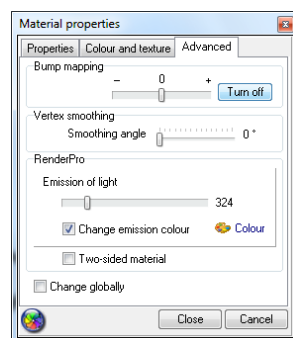 Material properties
Properties Colour and texture Advanced
Bump mapping
− 0 +
Turn off
Vertex smoothing
Smoothing angle 0 °
RenderPro
Emission of light
324
Change emission colour Colour
Two-sided material
Change globally
Close Cancel